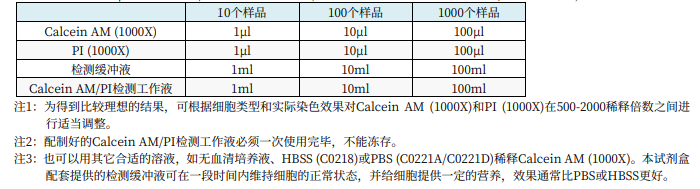 10个样品 100个样品 1000个样品
Calcein AM (1000X) 1μl 10μl 100μl
PI (1000X) 1μl 10μl 100μl
检测缓冲液 1ml 10ml 100ml
Calcein AM/PI检测工作液 1ml 10ml 100ml
注1：为得到比较理想的结果，可根据细胞类型和实际染色效果对Calcein AM (1000X)和PI (1000X)在500-2000稀释倍数之间进
行适当调整。
注2：配制好的Calcein AM/PI检测工作液必须一次使用完毕，不能冻存。
注3：也可以用其它合适的溶液，如无血清培养液、HBSS (C0218)或PBS (C0221A/C0221D)稀释Calcein AM (1000X)。本试剂盒
配套提供的检测缓冲液可在一段时间内维持细胞的正常状态，并给细胞提供一定的营养，效果通常比PBS或HBSS更好。